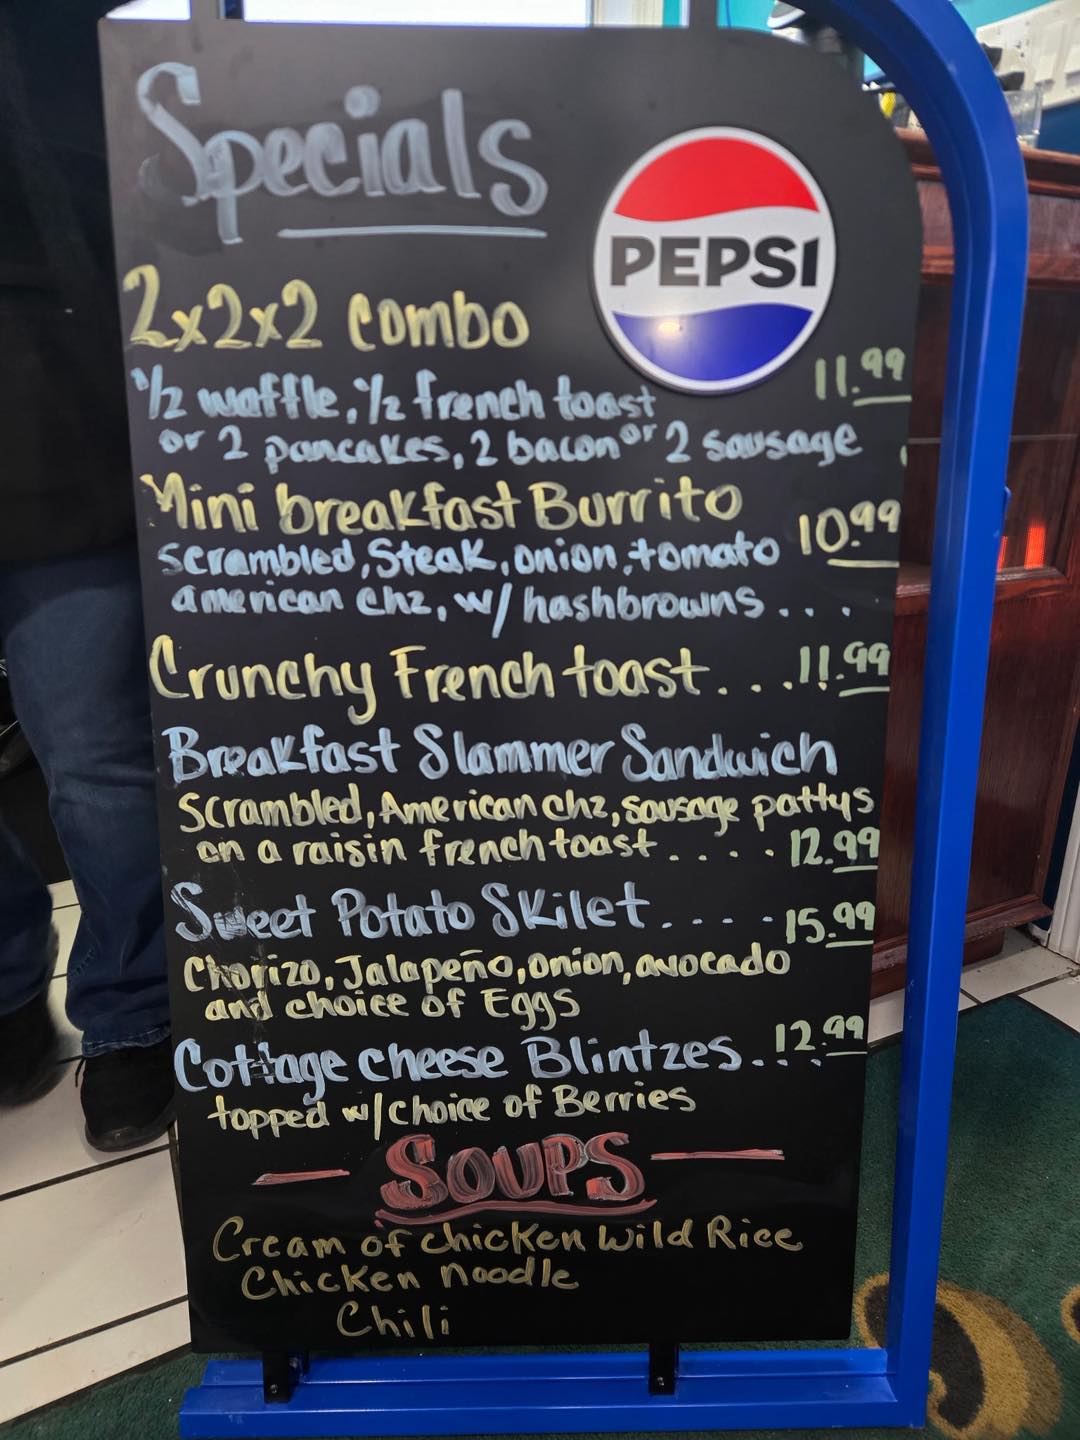 Specials
PEPSI
2x2x2 combo
1/2 waffle, 1/2 french toast 11.99
or 2 pancakes, 2 bacon or 2 sausage
Mini breakfast Burrito 10.99
scrambled, Steak, onion, tomato
american chz, w/ hashbrowns . . .
Crunchy French toast . . . 11.99
Breakfast Slammer Sandwich
Scrambled, American chz, sausage pattys
on a raisin french toast . . . . 12.99
Sweet Potato Skilet . . . . 15.99
Chorizo, Jalapeño, onion, avocado
and choice of Eggs
Cottage cheese Blintzes . . . 12.99
topped w/ choice of Berries
— SOUPS —
Cream of chicken Wild Rice
Chicken noodle
Chili